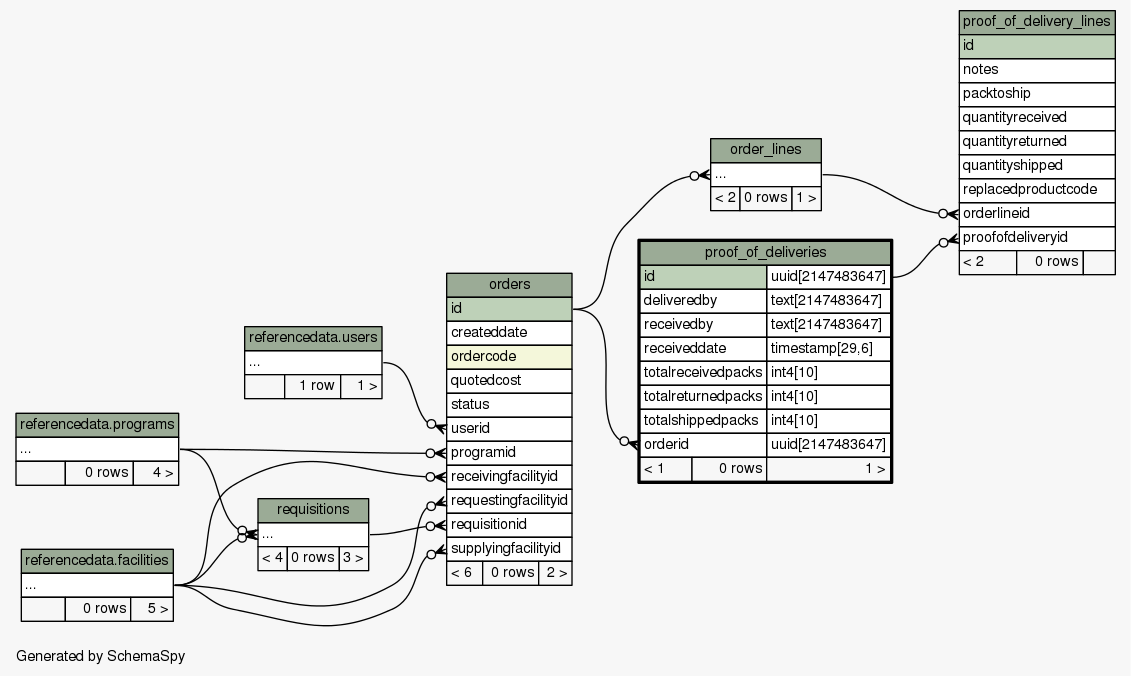 proof_of_delivery_lines
id
notes
packtoship
quantityreceived
quantityreturned
quantityshipped
replacedproductcode
orderlineid
proofofdeliveryid
< 2 0 rows
order_lines
...
< 2 0 rows 1 >
proof_of_deliveries
id uuid[2147483647]
deliveredby text[2147483647]
receivedby text[2147483647]
receiveddate timestamp[29,6]
totalreceivedpacks int4[10]
totalreturnedpacks int4[10]
totalshippedpacks int4[10]
orderid uuid[2147483647]
< 1 0 rows 1 >
orders
id
createddate
ordercode
quotedcost
status
userid
programid
receivingfacilityid
requestingfacilityid
requisitionid
supplyingfacilityid
< 6 0 rows 2 >
referencedata.users
...
1 row 1 >
referencedata.programs
...
0 rows 4 >
requisitions
...
< 4 0 rows 3 >
referencedata.facilities
...
0 rows 5 >
Generated by SchemaSpy